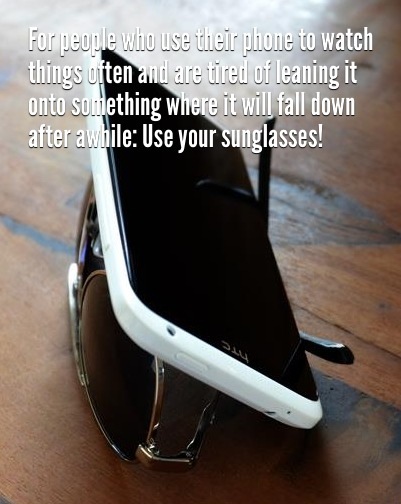 For people who use their phone to watch
things often and are tired of leaning it
onto something where it will fall down
after awhile: Use your sunglasses!
htc